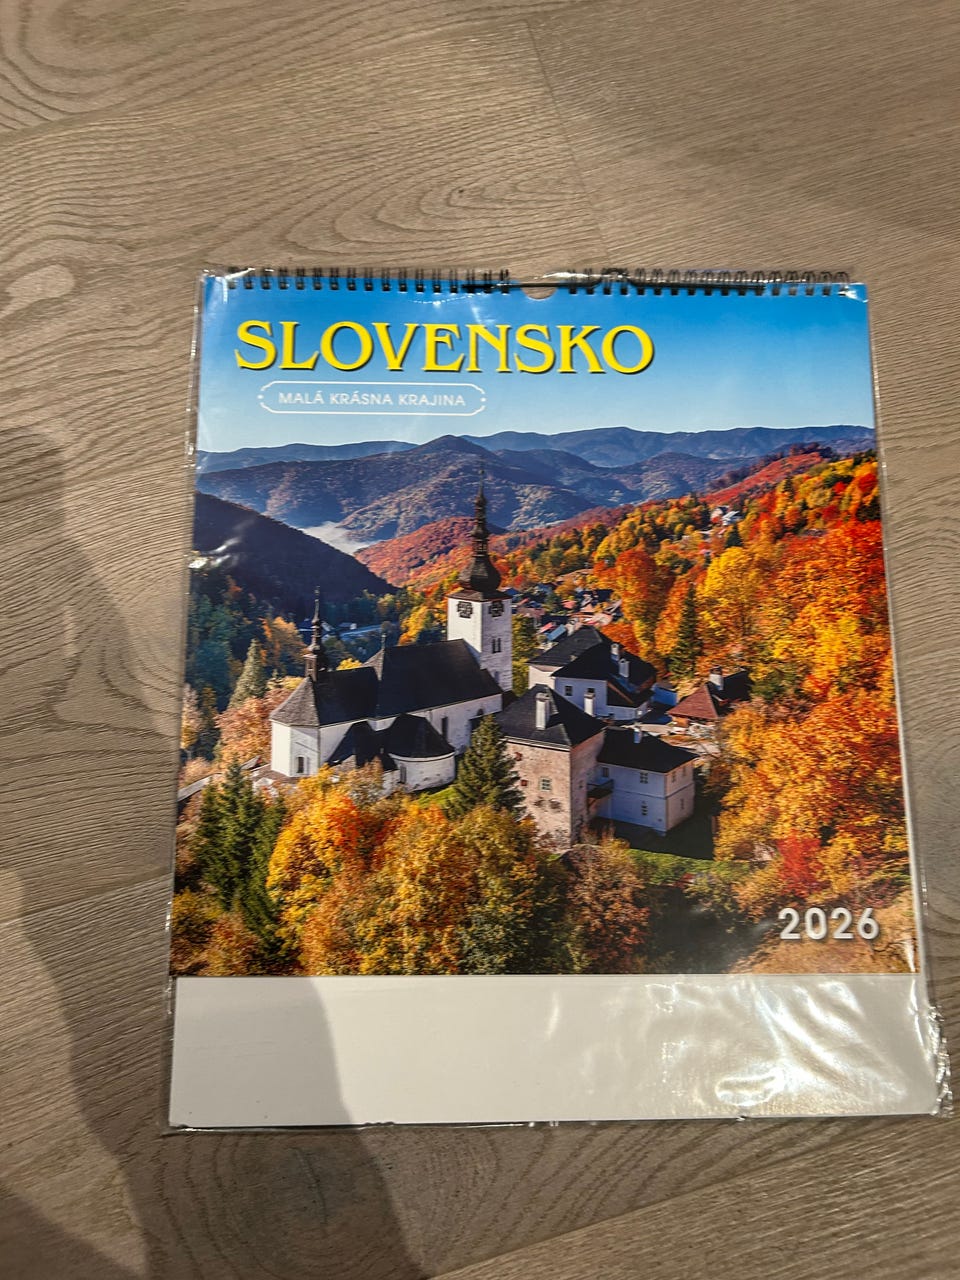 SLOVENSKO
MALÁ KRÁSNA KRAJINA
2026